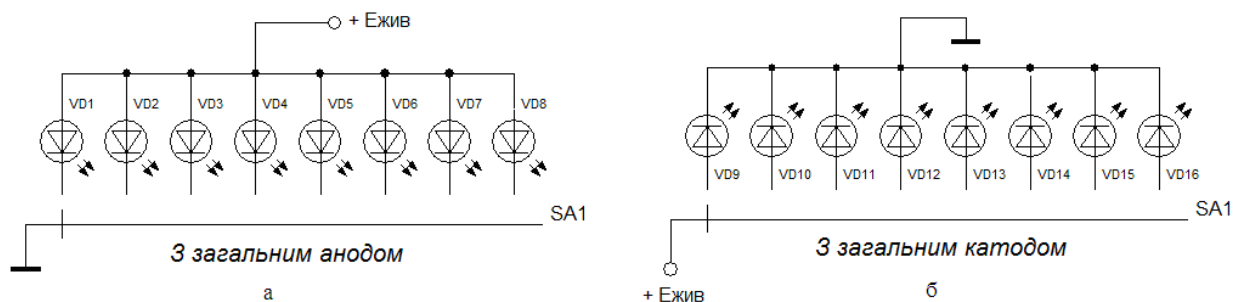 + Ежив
VD1 VD2 VD3 VD4 VD5 VD6 VD7 VD8
SA1
З загальним анодом
а
VD9 VD10 VD11 VD12 VD13 VD14 VD15 VD16
SA1
З загальним катодом
+ Ежив
б